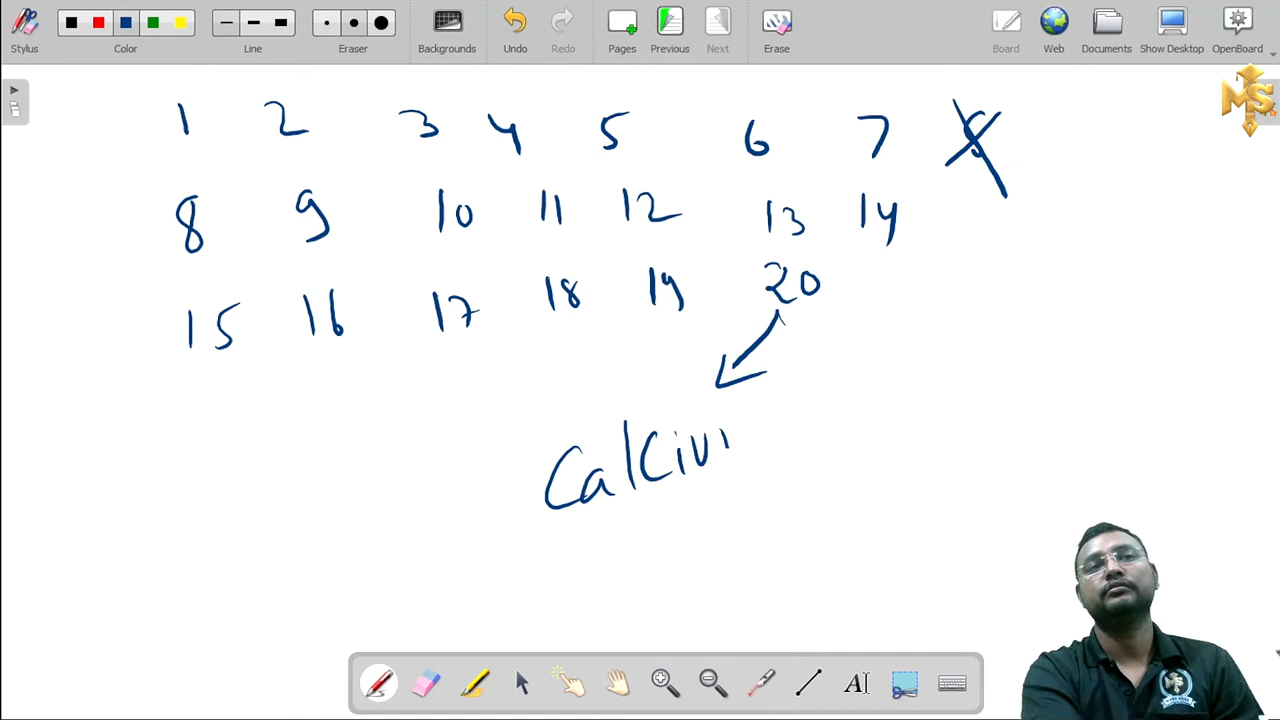 Stylus Color Line Eraser Backgrounds Undo Redo Pages Previous Next Erase Board Web Documents Show Desktop OpenBoard
MS
1 2 3 4 5 6 7
8 9 10 11 12 13 14
15 16 17 18 19 20
Calciu